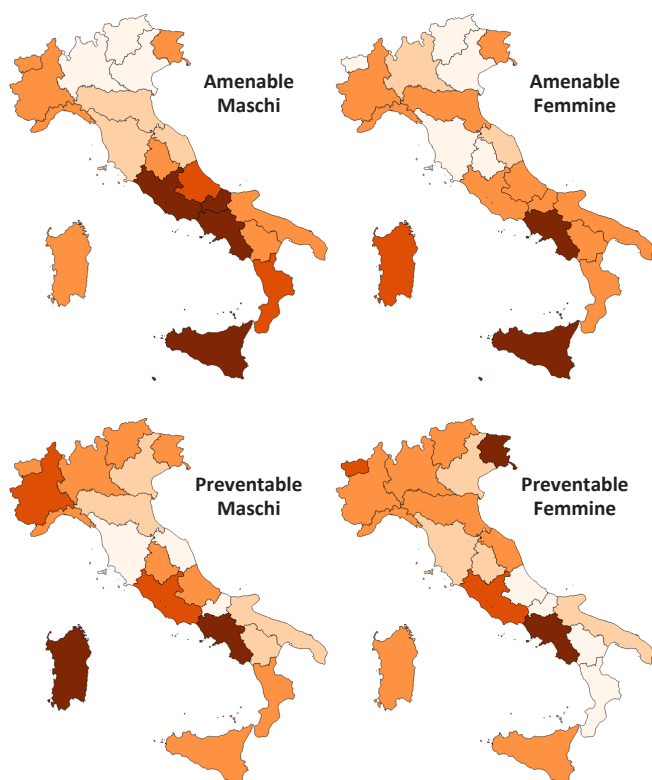 Amenable
Maschi
Amenable
Femmine
Preventable
Maschi
Preventable
Femmine